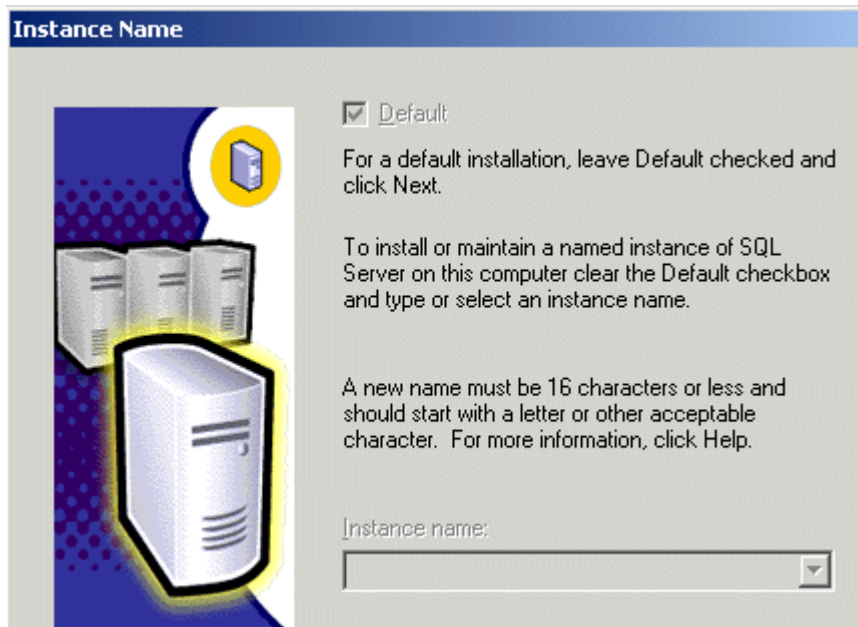 Instance Name
Default
For a default installation, leave Default checked and
click Next.
To install or maintain a named instance of SQL
Server on this computer clear the Default checkbox
and type or select an instance name.
A new name must be 16 characters or less and
should start with a letter or other acceptable
character.  For more information, click Help.
Instance name: